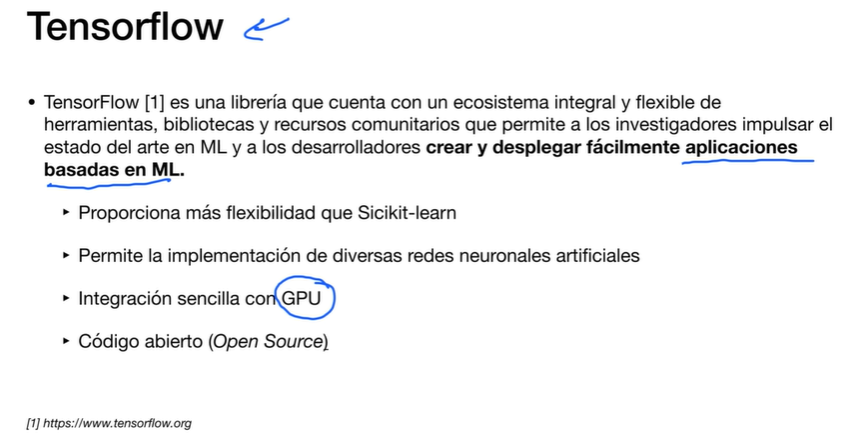 Tensorflow
• TensorFlow [1] es una librería que cuenta con un ecosistema integral y flexible de
herramientas, bibliotecas y recursos comunitarios que permite a los investigadores impulsar el
estado del arte en ML y a los desarrolladores crear y desplegar fácilmente aplicaciones
basadas en ML.
‣ Proporciona más flexibilidad que Sicikit-learn
‣ Permite la implementación de diversas redes neuronales artificiales
‣ Integración sencilla con GPU
‣ Código abierto (Open Source)
[1] https://www.tensorflow.org